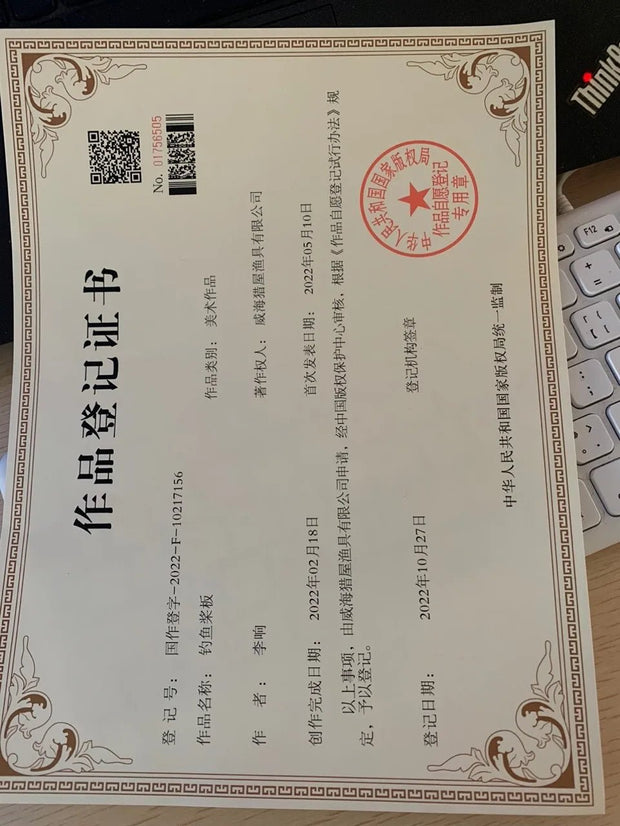 No. 01756505
作品登记证书
登 记 号： 国作登字-2022-F-10217156
作品名称： 钓鱼桨板 作品类别： 美术作品
作 者： 李响 著作权人： 威海猎屋渔具有限公司
创作完成日期： 2022年02月18日 首次发表日期： 2022年05月10日
以上事项，由威海猎屋渔具有限公司申请，经中国版权保护中心审核，根据《作品自愿登记试行办法》规
定，予以登记。
登记日期： 2022年10月27日 登记机构签章
中华人民共和国国家版权局
作品自愿登记
专用章
中华人民共和国国家版权局统一监制
F12